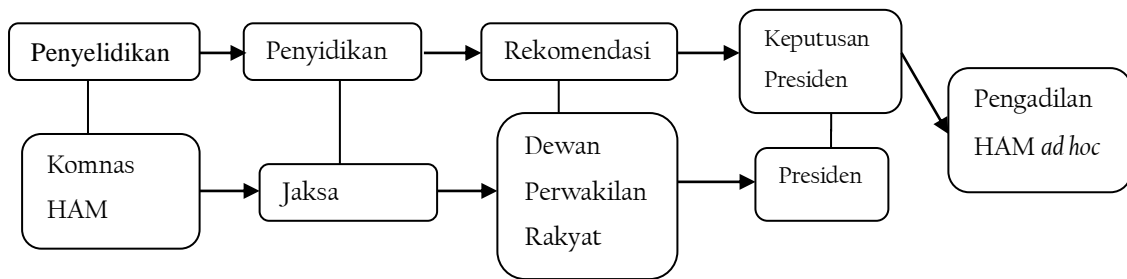 Penyelidikan
Penyidikan
Rekomendasi
Keputusan
Presiden
Pengadilan
HAM ad hoc
Komnas
HAM
Jaksa
Dewan
Perwakilan
Rakyat
Presiden